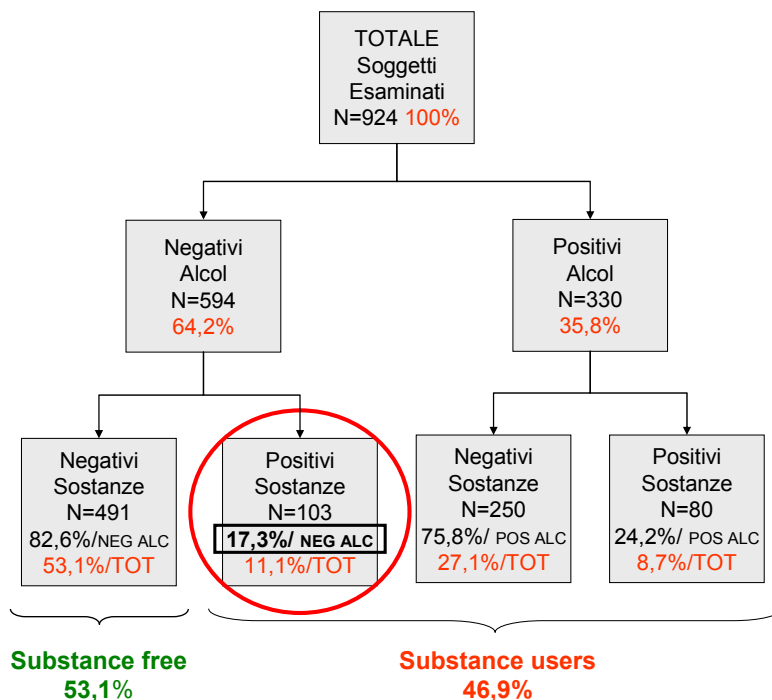 TOTALE
Soggetti
Esaminati
N=924 100%
Negativi
Alcol
N=594
64,2%
Positivi
Alcol
N=330
35,8%
Negativi
Sostanze
N=491
82,6%/NEG ALC
53,1%/TOT
Positivi
Sostanze
N=103
17,3%/ NEG ALC
11,1%/TOT
Negativi
Sostanze
N=250
75,8%/ POS ALC
27,1%/TOT
Positivi
Sostanze
N=80
24,2%/ POS ALC
8,7%/TOT
Substance free
53,1%
Substance users
46,9%